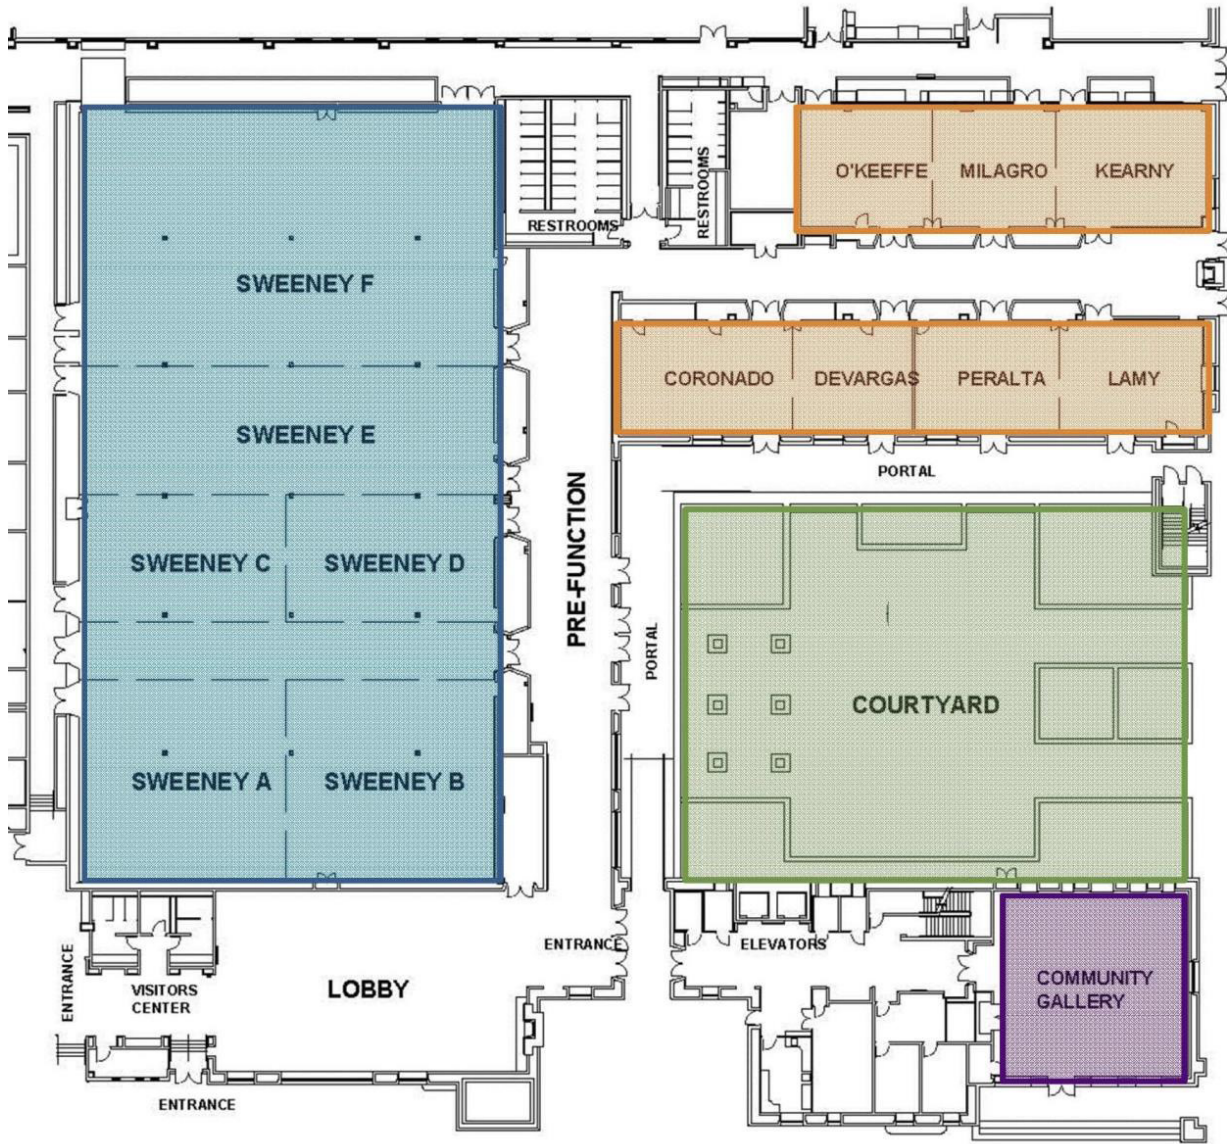 O'KEEFFE
MILAGRO
KEARNY
RESTROOMS
RESTROOMS
SWEENEY F
CORONADO
DEVARGAS
PERALTA
LAMY
SWEENEY E
PORTAL
PRE-FUNCTION
SWEENEY C
SWEENEY D
PORTAL
COURTYARD
SWEENEY A
SWEENEY B
ENTRANCE
ELEVATORS
ENTRANCE
VISITORS
CENTER
LOBBY
COMMUNITY
GALLERY
ENTRANCE